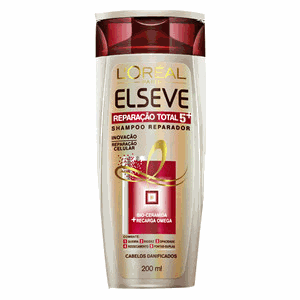 L'ORÉAL
ELSEVE
REPARAÇÃO TOTAL 5+
SHAMPOO REPARADOR
INOVAÇÃO
REPARAÇÃO
CELULAR
BIO-CERAMIDA
+RECARGA ÔMEGA
CABELOS DANIFICADOS
200 ml